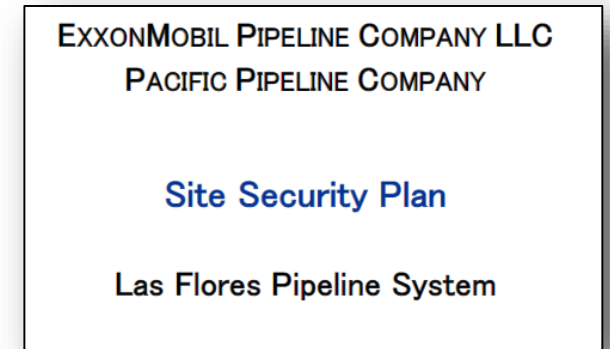 ExxonMobil Pipeline Company LLC
Pacific Pipeline Company
Site Security Plan
Las Flores Pipeline System